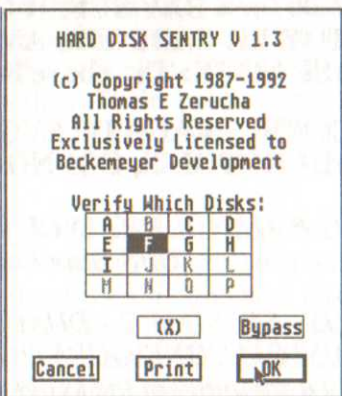 HARD DISK SENTRY V 1.3
(c) Copyright 1987-1992
Thomas E Zerucha
All Rights Reserved
Exclusively Licensed to
Beckemeyer Development
Verify Which Disks:
A B C D
E F G H
I J K L
M N O P
(X) Bypass
Cancel Print OK